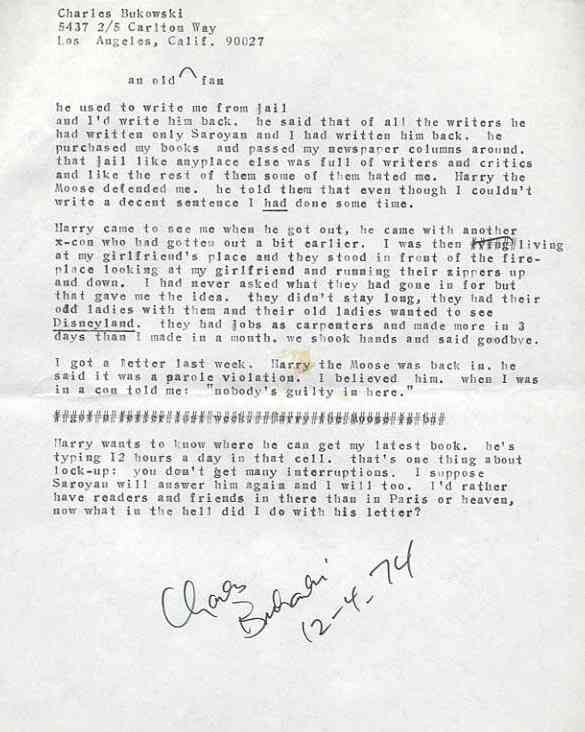 Charles Bukowski
5437 2/5 Carlton Way
Los Angeles, Calif. 90027
an old fan
he used to write me from jail
and I'd write him back. he said that of all the writers he
had written only Saroyan and I had written him back. he
purchased my books and passed my newspaper columns around.
that jail like anyplace else was full of writers and critics
and like the rest of them some of them hated me. Harry the
Moose defended me. he told them that even though I couldn't
write a decent sentence I had done some time.
Harry came to see me when he got out, he came with another
x-con who had gotten out a bit earlier. I was then living
at my girlfriend's place and they stood in front of the fire-
place looking at my girlfriend and running their zippers up
and down. I had never asked what they had gone in for but
that gave me the idea. they didn't stay long, they had their
old ladies with them and their old ladies wanted to see
Disneyland. they had jobs as carpenters and made more in 3
days than I made in a month. we shook hands and said goodbye.
I got a letter last week. Harry the Moose was back in. he
said it was a parole violation. I believed him. when I was
in a con told me: "nobody's guilty in here."
Harry wants to know where he can get my latest book. he's
typing 12 hours a day in that cell. that's one thing about
lock-up: you don't get many interruptions. I suppose
Saroyan will answer him again and I will too. I'd rather
have readers and friends in there than in Paris or heaven,
now what in the hell did I do with his letter?
Charles
Bukowski
12-4-74